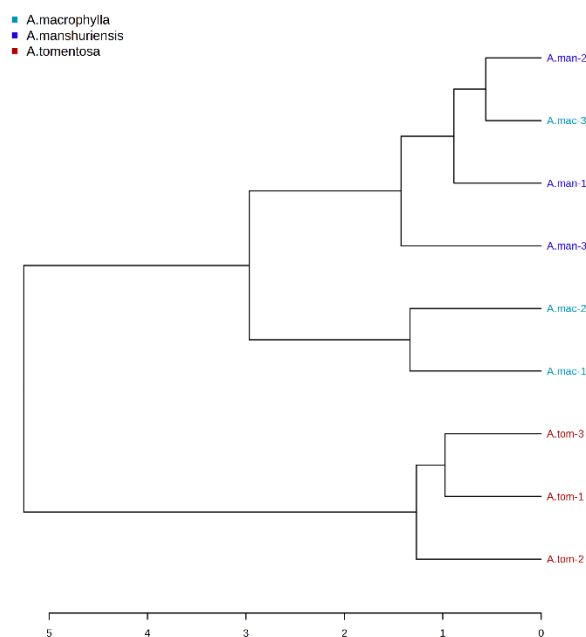 A.macrophylla
A.manshuriensis
A.tomentosa
A.man-2
A.mac-3
A.man-1
A.man-3
A.mac-2
A.mac-1
A.tom-3
A.tom-1
A.tom-2
5 4 3 2 1 0